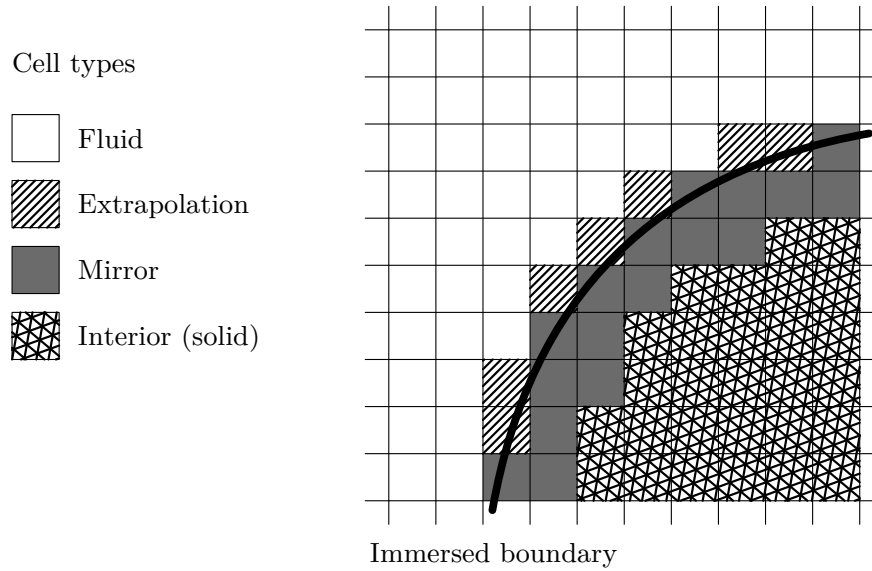 Cell types
Fluid
Extrapolation
Mirror
Interior (solid)
Immersed boundary